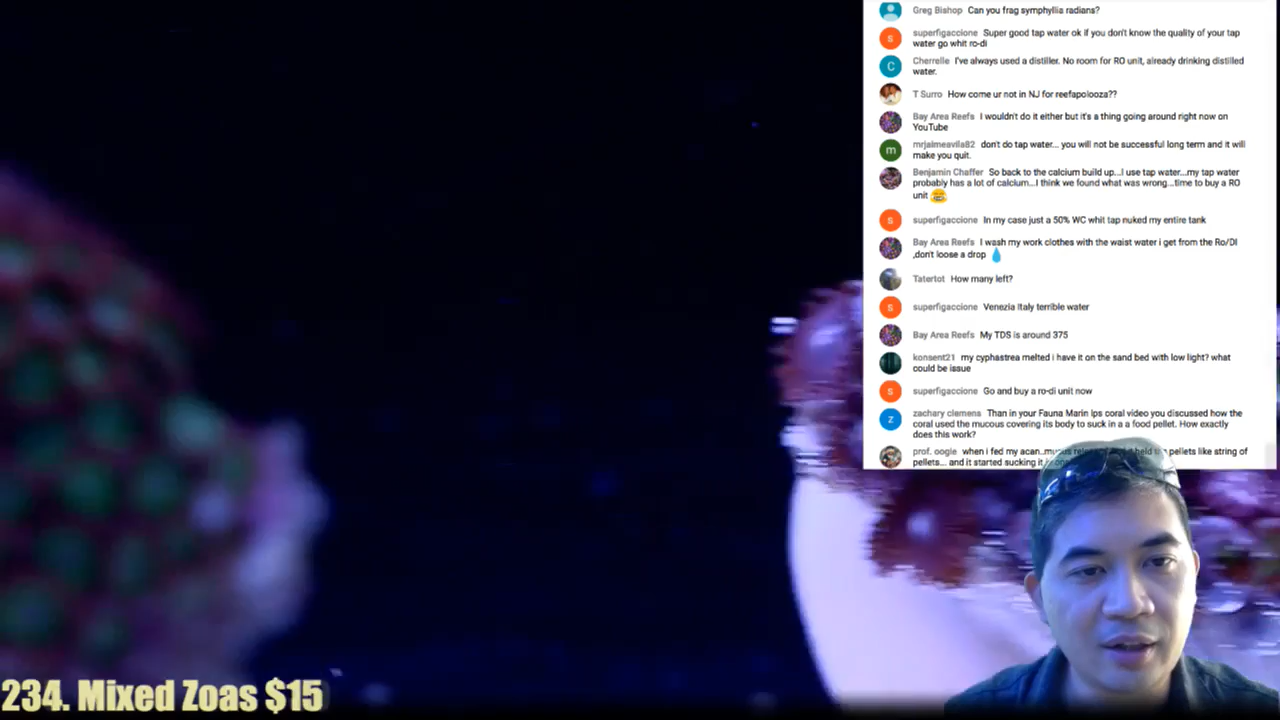 Greg Bishop Can you frag symphyllia radians?
superfigaccione Super good tap water ok if you don't know the quality of your tap
water go whit ro-di
Cherrelle I've always used a distiller. No room for RO unit, already drinking distilled
water.
T Surro How come ur not in NJ for reefapolooza??
Bay Area Reefs I wouldn't do it either but it's a thing going around right now on
YouTube
mrjaimeavila82 don't do tap water... you will not be successful long term and it will
make you quit.
Benjamin Chaffer So back to the calcium build up...I use tap water...my tap water
probably has a lot of calcium...I think we found what was wrong...time to buy a RO
unit
superfigaccione In my case just a 50% WC whit tap nuked my entire tank
Bay Area Reefs I wash my work clothes with the waist water i get from the Ro/DI
,don't loose a drop
Tatertot How many left?
superfigaccione Venezia Italy terrible water
Bay Area Reefs My TDS is around 375
konsent21 my cyphastrea melted i have it on the sand bed with low light? what
could be issue
superfigaccione Go and buy a ro-di unit now
zachary clemens Than in your Fauna Marin lps coral video you discussed how the
coral used the mucous covering its body to suck in a a food pellet. How exactly
does this work?
prof. oogie when i fed my acan..mu held pellets like string of
pellets... and it started sucking it
234. Mixed Zoas $15